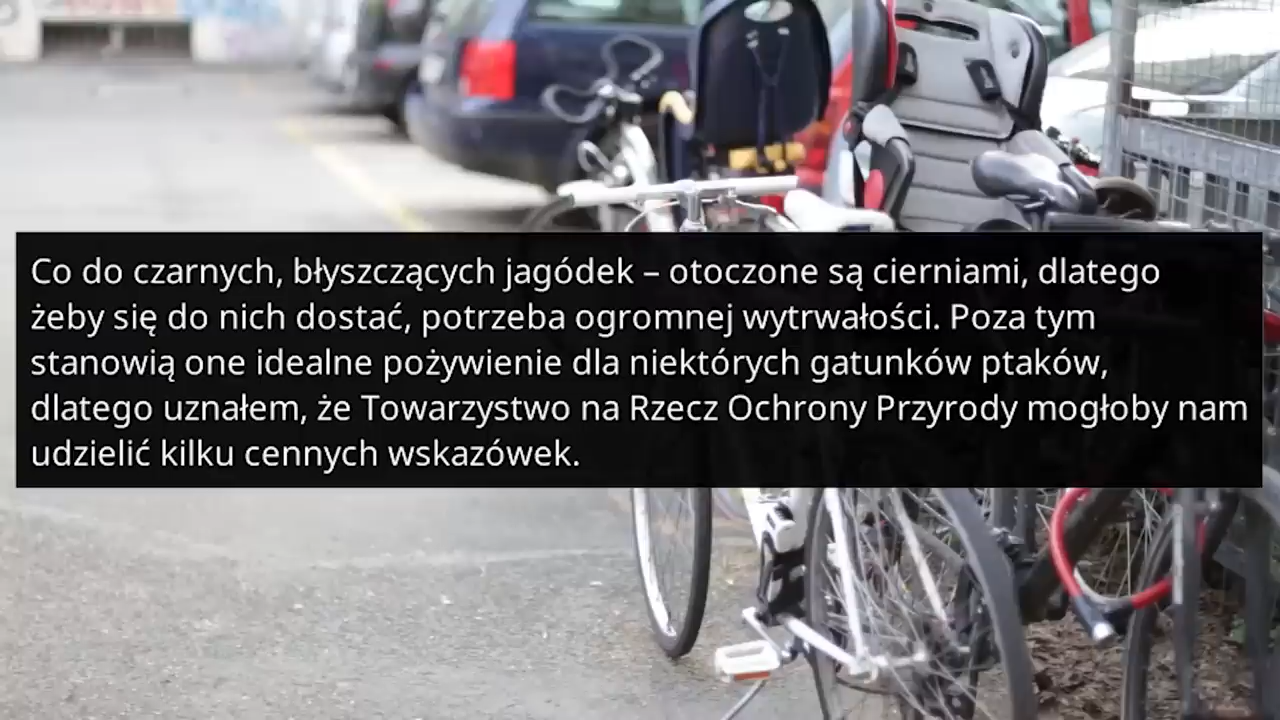 Co do czarnych, błyszczących jagódek – otoczone są cierniami, dlatego
żeby się do nich dostać, potrzeba ogromnej wytrwałości. Poza tym
stanowią one idealne pożywienie dla niektórych gatunków ptaków,
dlatego uznałem, że Towarzystwo na Rzecz Ochrony Przyrody mogłoby nam
udzielić kilku cennych wskazówek.